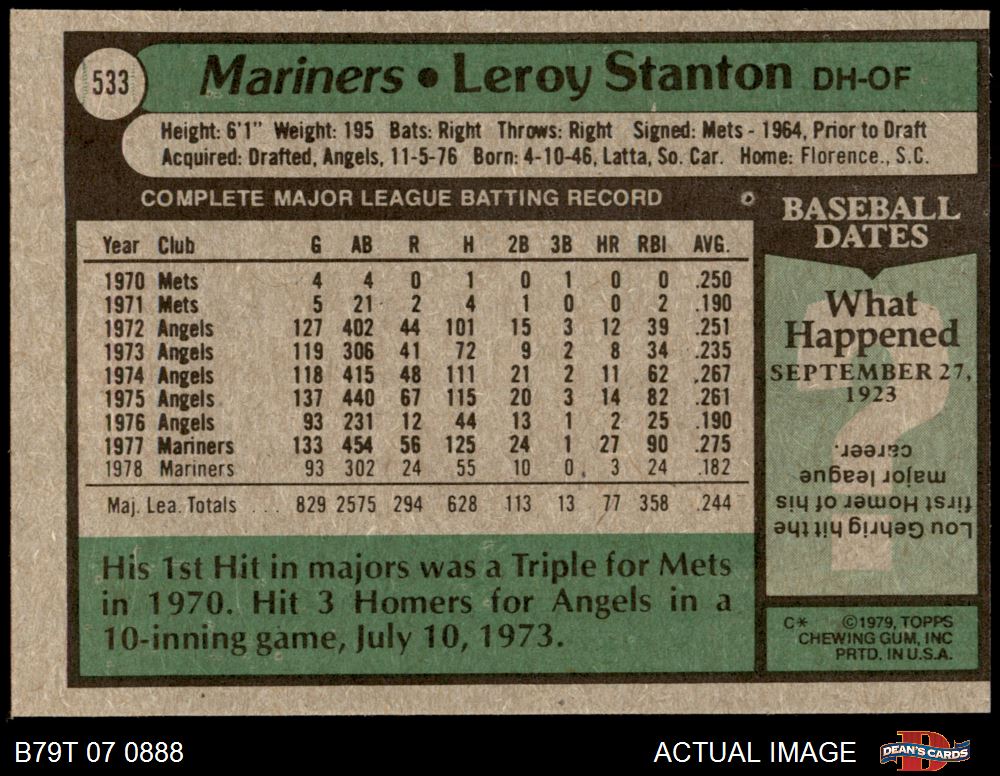 533
Mariners • Leroy Stanton DH-OF
Height: 6'1" Weight: 195 Bats: Right Throws: Right Signed: Mets - 1964, Prior to Draft
Acquired: Drafted, Angels, 11-5-76 Born: 4-10-46, Latta, So. Car. Home: Florence., S.C.
COMPLETE MAJOR LEAGUE BATTING RECORD
Year Club G AB R H 2B 3B HR RBI AVG.
1970 Mets 4 4 0 1 0 1 0 0 .250
1971 Mets 5 21 2 4 1 0 0 2 .190
1972 Angels 127 402 44 101 15 3 12 39 .251
1973 Angels 119 306 41 72 9 2 8 34 .235
1974 Angels 118 415 48 111 21 2 11 62 .267
1975 Angels 137 440 67 115 20 3 14 82 .261
1976 Angels 93 231 12 44 13 1 2 25 .190
1977 Mariners 133 454 56 125 24 1 27 90 .275
1978 Mariners 93 302 24 55 10 0 3 24 .182
Maj. Lea. Totals . . . 829 2575 294 628 113 13 77 358 .244
His 1st Hit in majors was a Triple for Mets
in 1970. Hit 3 Homers for Angels in a
10-inning game, July 10, 1973.
BASEBALL
DATES
What
Happened
SEPTEMBER 27,
1923
?
Lou Gehrig hit the
first Homer of his
major league
career.
C* ©1979, TOPPS
CHEWING GUM, INC
PRTD. IN U.S.A.
B79T 07 0888
ACTUAL IMAGE
D
DEAN'S CARDS